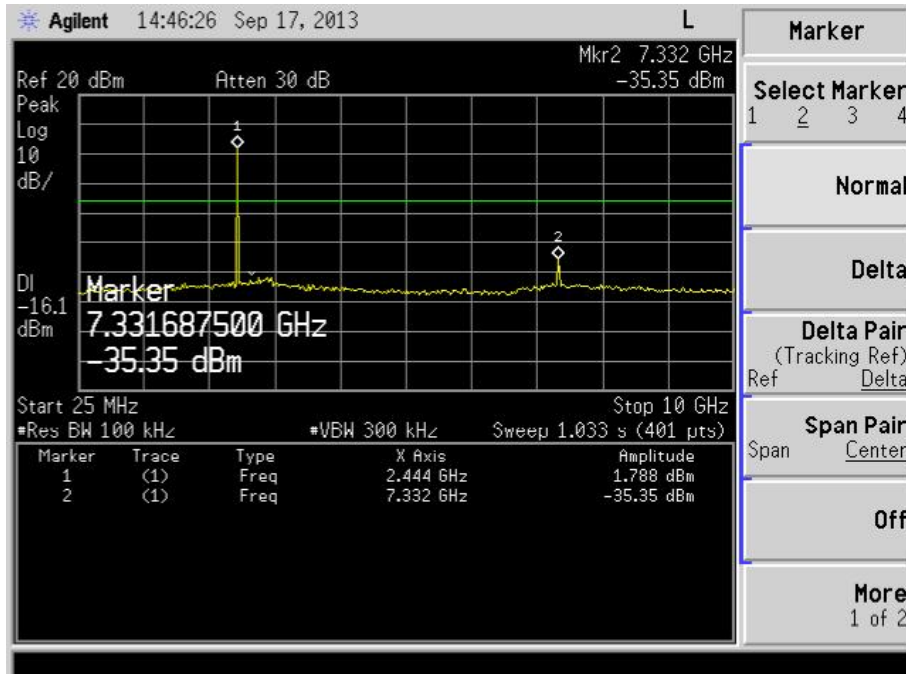 Agilent 14:46:26 Sep 17, 2013 L
Mkr2 7.332 GHz
Ref 20 dBm Atten 30 dB -35.35 dBm
Peak
Log
10
dB/
1
2
DI
-16.1
dBm
Marker
7.331687500 GHz
-35.35 dBm
Start 25 MHz Stop 10 GHz
#Res BW 100 kHz #VBW 300 kHz Sweep 1.033 s (401 pts)
Marker Trace Type X Axis Amplitude
1 (1) Freq 2.444 GHz 1.788 dBm
2 (1) Freq 7.332 GHz -35.35 dBm
Marker
Select Marker
1 2 3 4
Normal
Delta
Delta Pair
(Tracking Ref)
Ref Delta
Span Pair
Span Center
Off
More
1 of 2